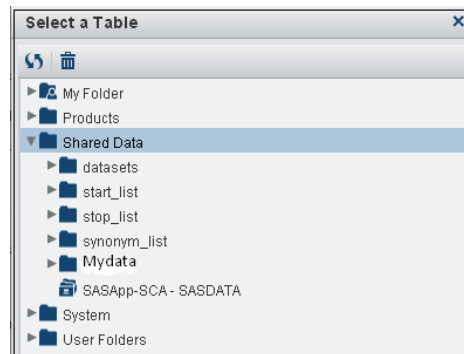 Select a Table
My Folder
Products
Shared Data
datasets
start_list
stop_list
synonym_list
Mydata
SASApp-SCA - SASDATA
System
User Folders